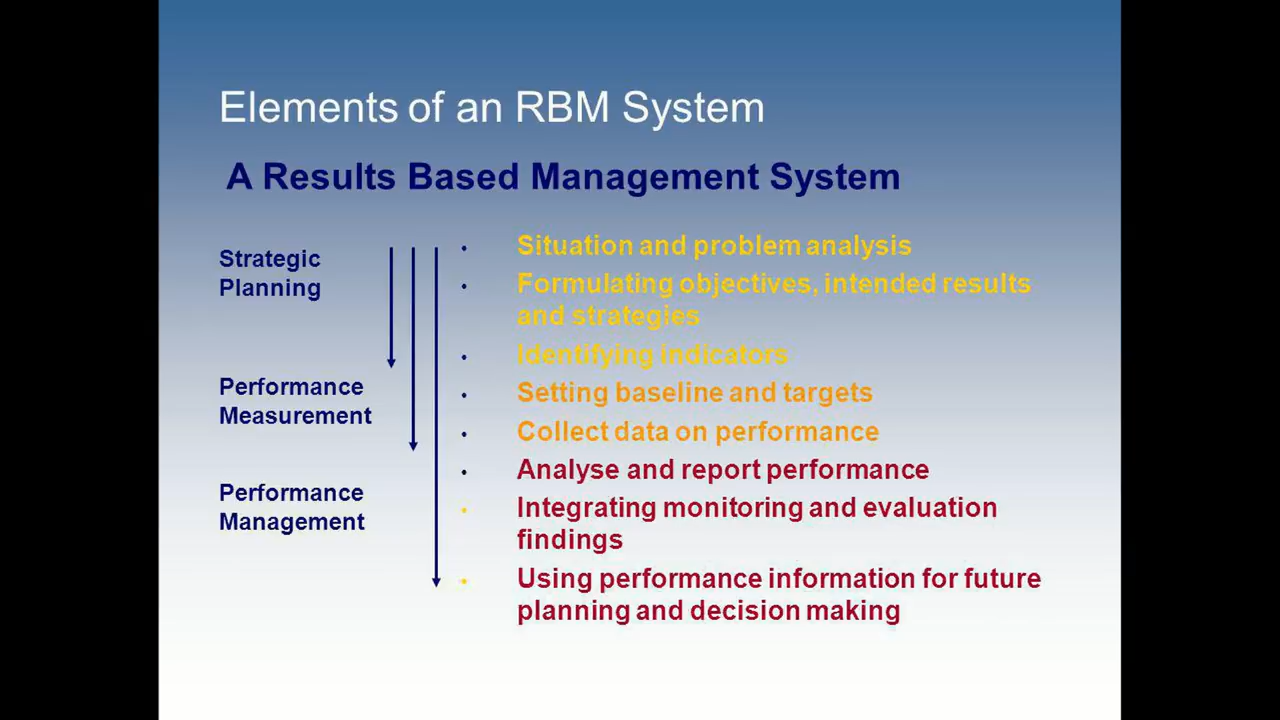 Elements of an RBM System
A Results Based Management System
Strategic
Planning
Performance
Measurement
Performance
Management
• Situation and problem analysis
• Formulating objectives, intended results
and strategies
• Identifying indicators
• Setting baseline and targets
• Collect data on performance
• Analyse and report performance
• Integrating monitoring and evaluation
findings
• Using performance information for future
planning and decision making